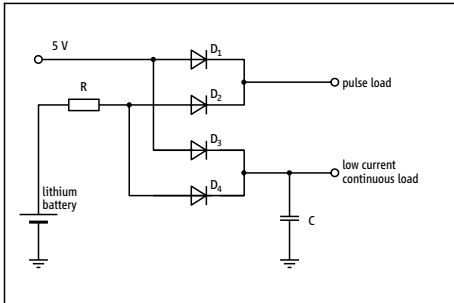 5 V
D1
R
pulse load
D2
D3
low current
continuous load
lithium
battery
D4
C